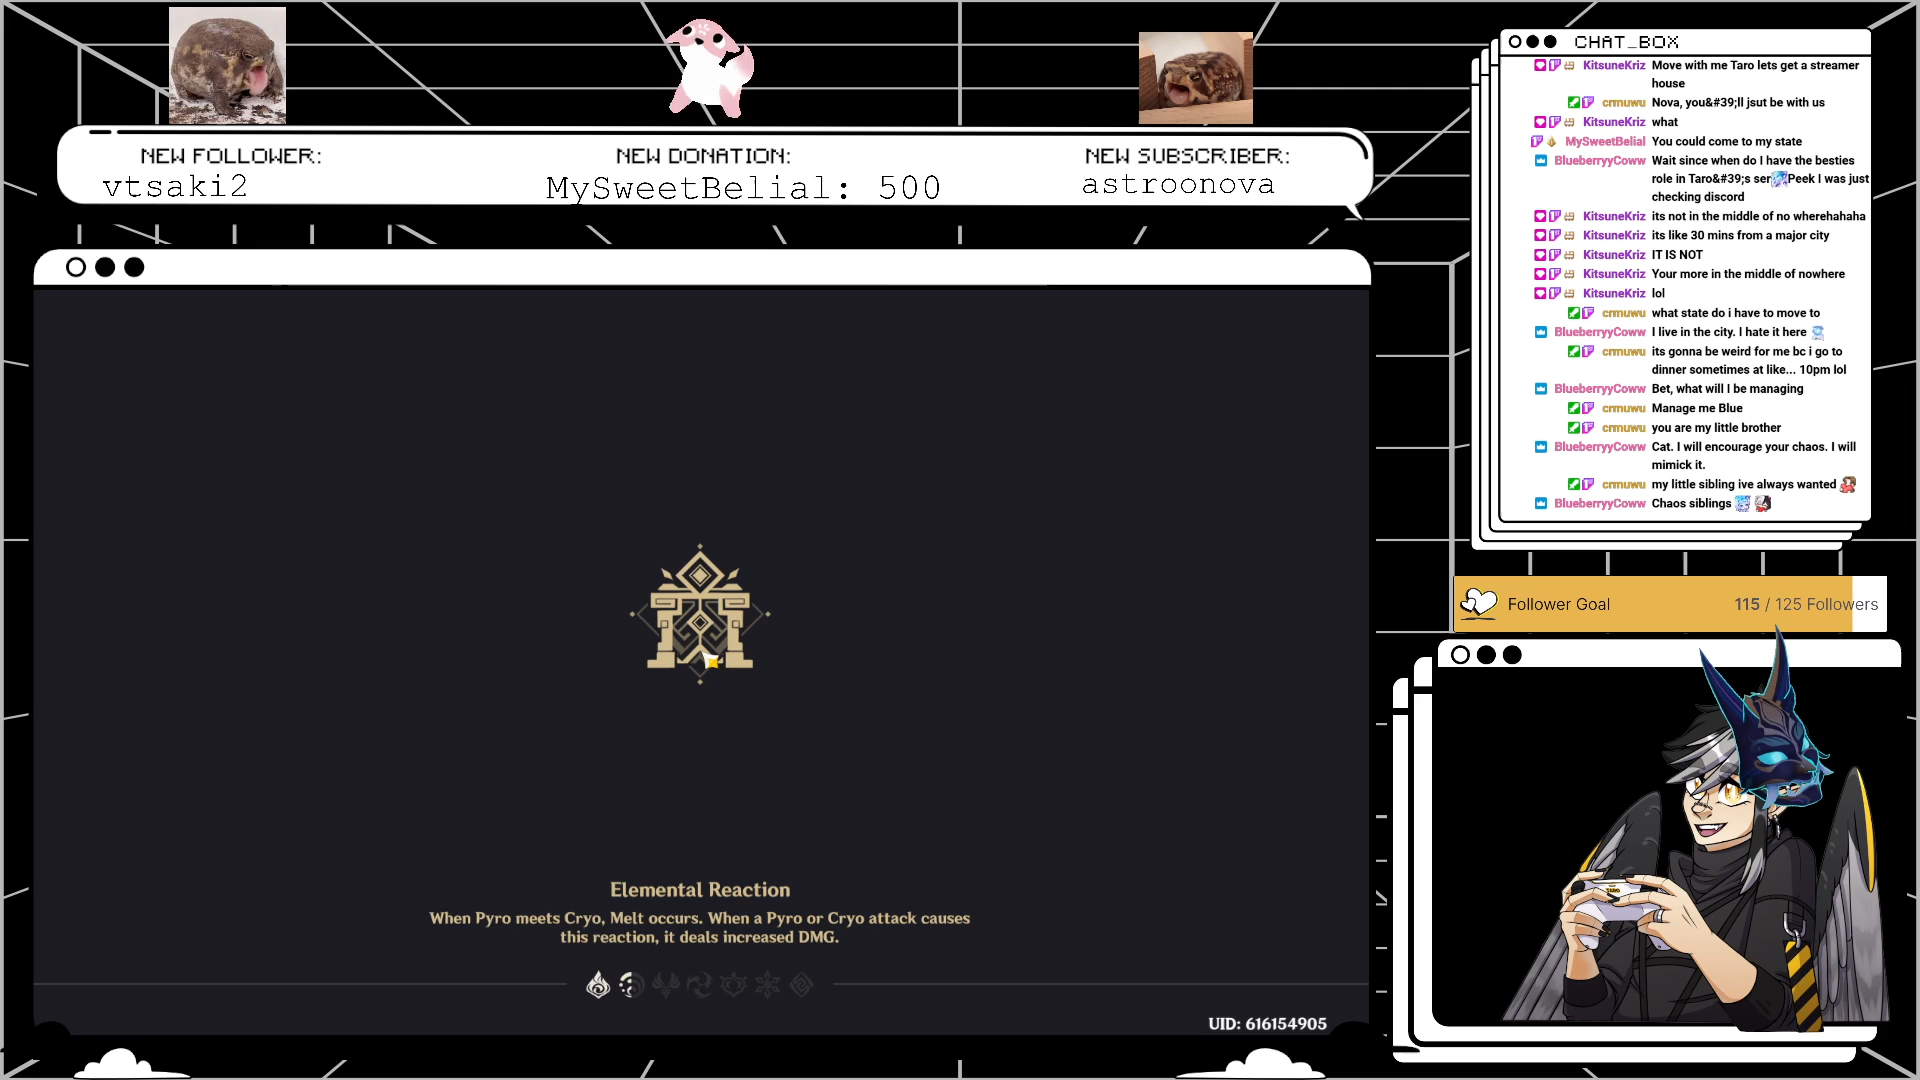 NEW FOLLOWER:
vtsaki2
NEW DONATION:
MySweetBelial: 500
NEW SUBSCRIBER:
astroonova
CHAT_BOX
KitsuneKriz Move with me Taro lets get a streamer
house
crmuwu Nova, you&#39;ll jsut be with us
KitsuneKriz what
MySweetBelial You could come to my state
BlueberryyCoww Wait since when do I have the besties
role in Taro&#39;s ser Peek I was just
checking discord
KitsuneKriz its not in the middle of no wherehahaha
KitsuneKriz its like 30 mins from a major city
KitsuneKriz IT IS NOT
KitsuneKriz Your more in the middle of nowhere
KitsuneKriz lol
crmuwu what state do i have to move to
BlueberryyCoww I live in the city. I hate it here
crmuwu its gonna be weird for me bc i go to
dinner sometimes at like... 10pm lol
BlueberryyCoww Bet, what will I be managing
crmuwu Manage me Blue
crmuwu you are my little brother
BlueberryyCoww Cat. I will encourage your chaos. I will
mimick it.
crmuwu my little sibling ive always wanted
BlueberryyCoww Chaos siblings
Follower Goal
115 / 125 Followers
Elemental Reaction
When Pyro meets Cryo, Melt occurs. When a Pyro or Cryo attack causes
this reaction, it deals increased DMG.
UID: 616154905